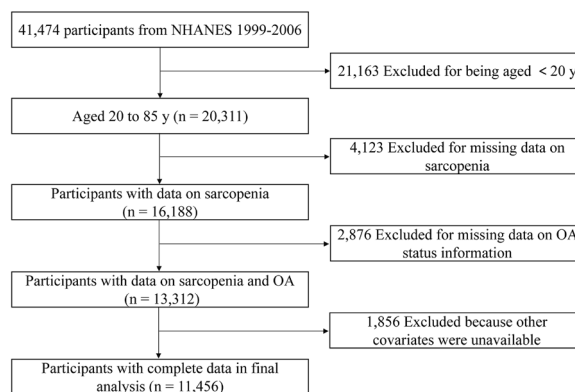 41,474 participants from NHANES 1999-2006
21,163 Excluded for being aged < 20 y
Aged 20 to 85 y (n = 20,311)
4,123 Excluded for missing data on
sarcopenia
Participants with data on sarcopenia
(n = 16,188)
2,876 Excluded for missing data on OA
status information
Participants with data on sarcopenia and OA
(n = 13,312)
1,856 Excluded because other
covariates were unavailable
Participants with complete data in final
analysis (n = 11,456)